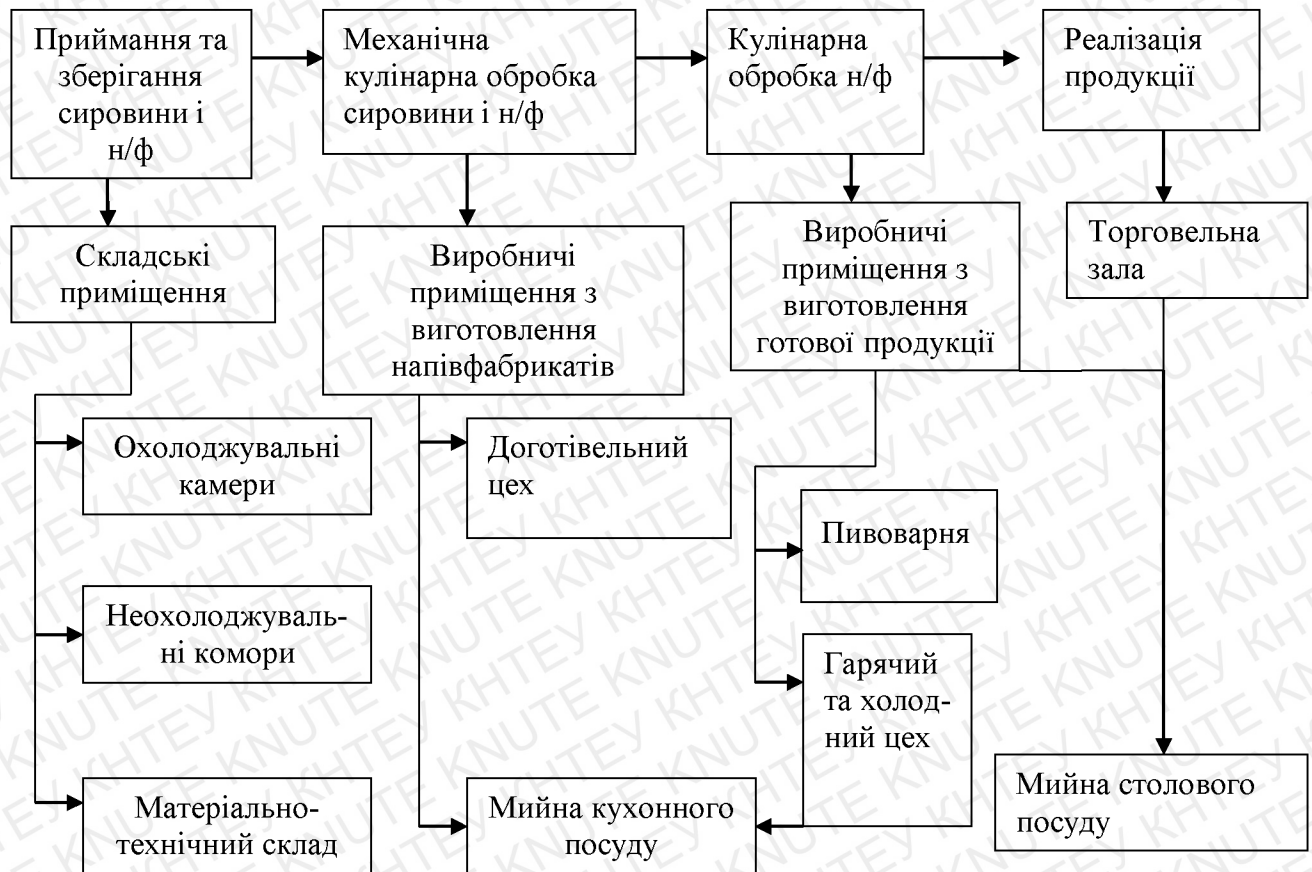 Приймання та
зберігання
сировини і
н/ф
Механічна
кулінарна обробка
сировини і н/ф
Кулінарна
обробка н/ф
Реалізація
продукції
Складські
приміщення
Виробничі
приміщення з
виготовлення
напівфабрикатів
Виробничі
приміщення з
виготовлення
готової продукції
Торговельна
зала
Охолоджувальні
камери
Доготівельний
цех
Пивоварня
Неохолоджуваль-
ні комори
Гарячий
та холод-
ний цех
Матеріально-
технічний склад
Мийна кухонного
посуду
Мийна столового
посуду